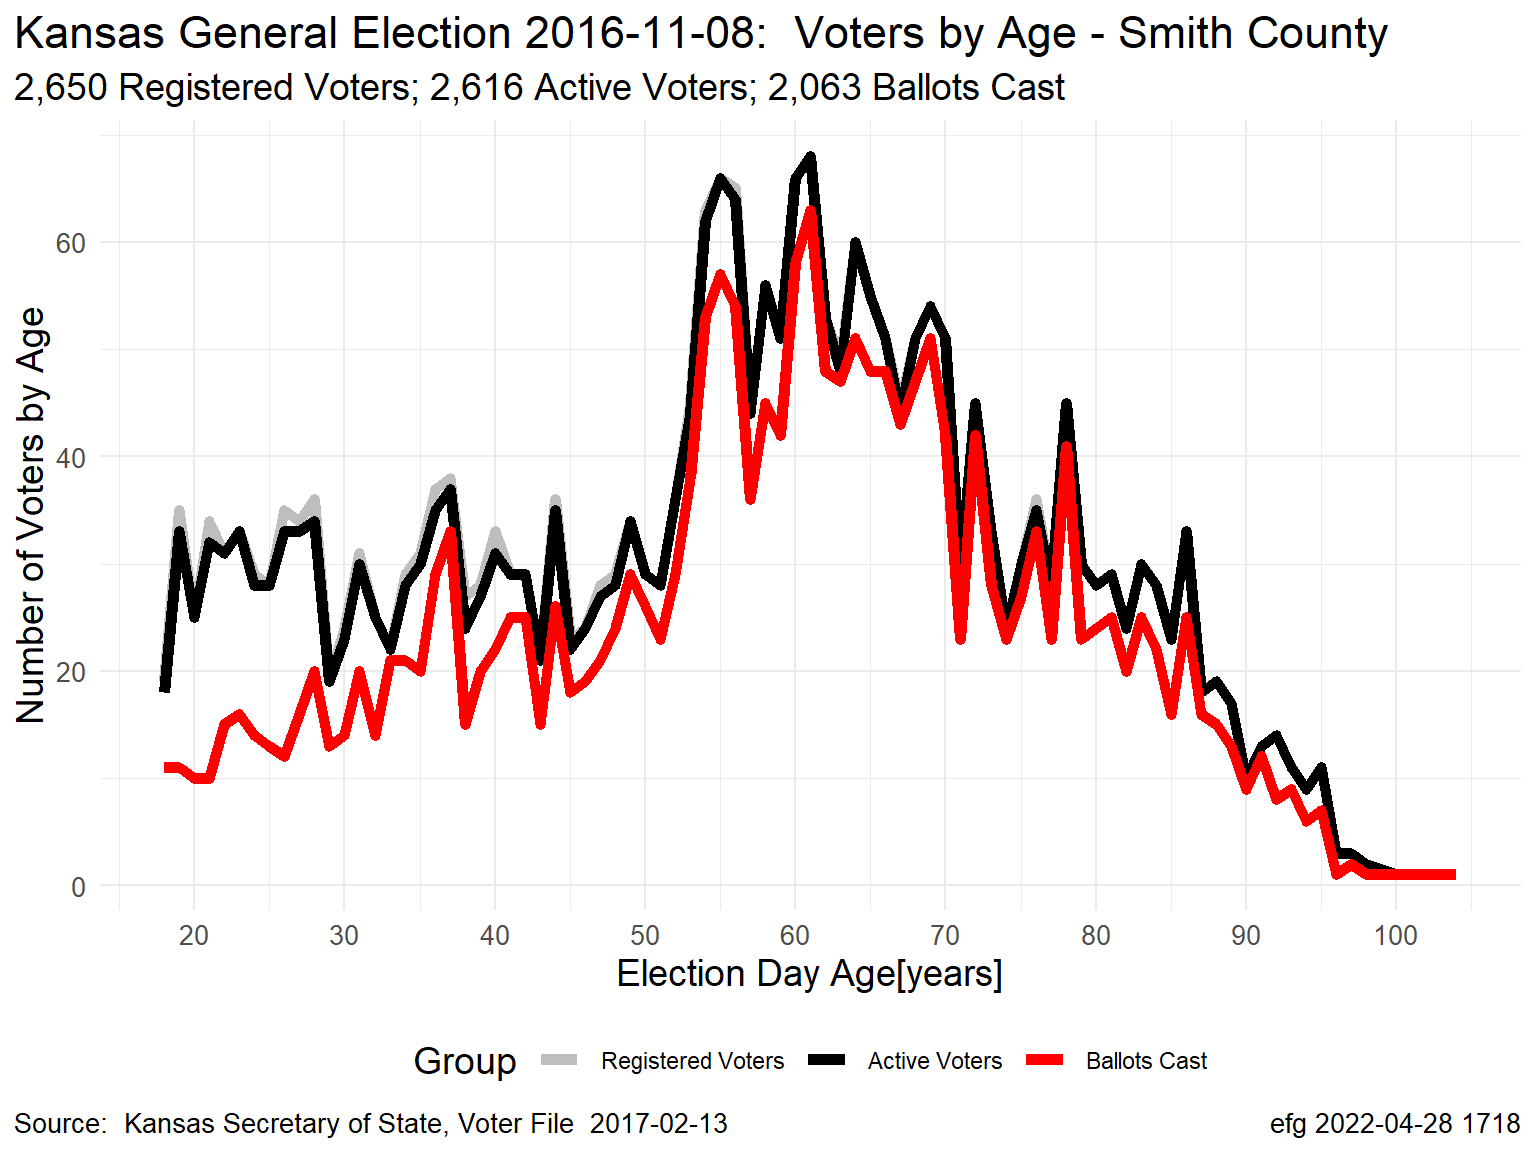 Kansas General Election 2016-11-08:  Voters by Age - Smith County
2,650 Registered Voters; 2,616 Active Voters; 2,063 Ballots Cast
Number of Voters by Age
60
40
20
0
20 30 40 50 60 70 80 90 100
Election Day Age[years]
Group Registered Voters Active Voters Ballots Cast
Source:  Kansas Secretary of State, Voter File  2017-02-13
efg 2022-04-28 1718